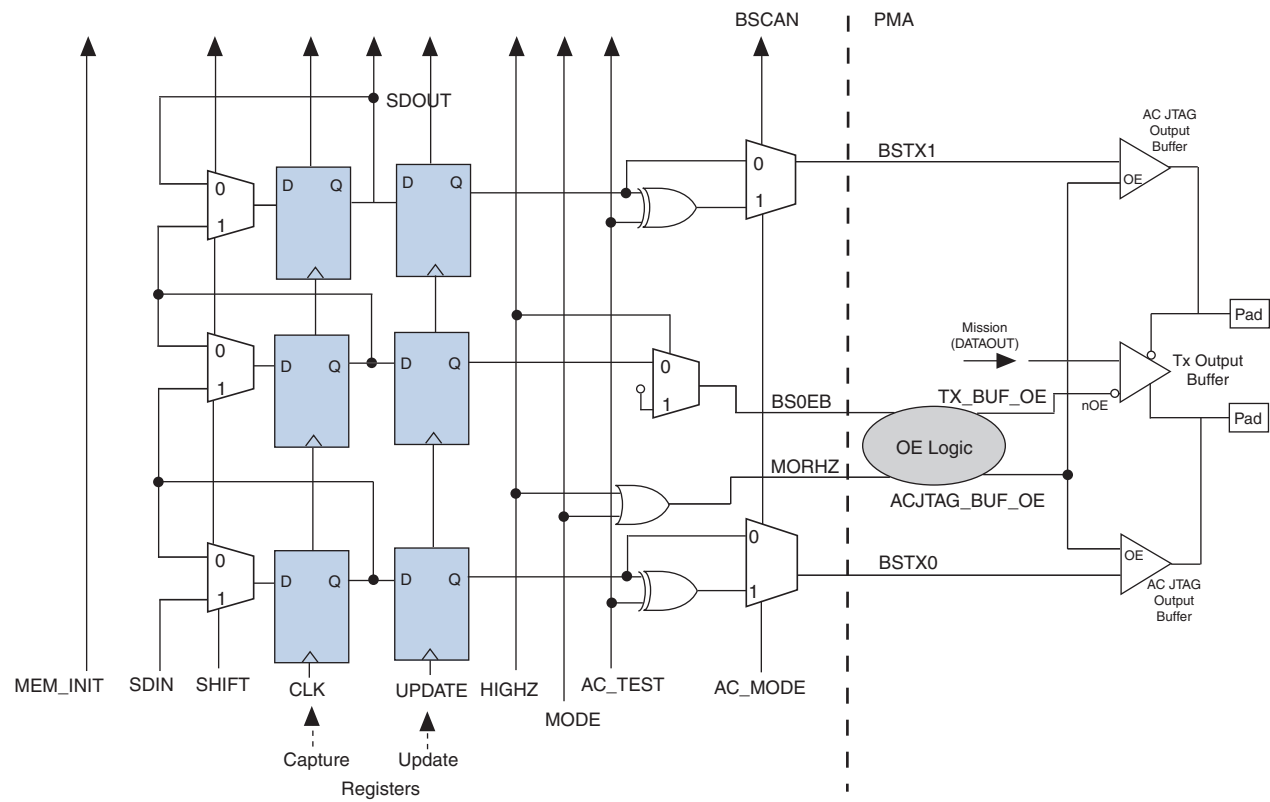 BSCAN
PMA
SDOUT
AC JTAG
Output
Buffer
0
1
D Q
D Q
0
1
BSTX1
OE
0
1
D Q
D Q
0
1
Mission
(DATAOUT)
Pad
Tx Output
Buffer
BS0EB
TX_BUF_OE
nOE
Pad
OE Logic
MORHZ
ACJTAG_BUF_OE
0
1
D Q
D Q
0
1
BSTX0
OE
AC JTAG
Output
Buffer
MEM_INIT
SDIN
SHIFT
CLK
UPDATE
HIGHZ
MODE
AC_TEST
AC_MODE
Capture
Update
Registers